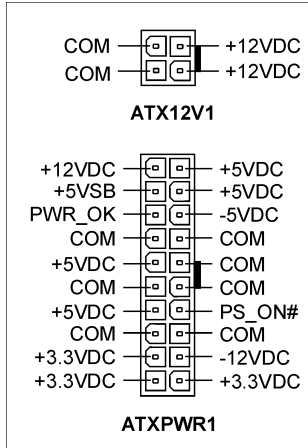 COM +12VDC
COM +12VDC
ATX12V1
+12VDC +5VDC
+5VSB +5VDC
PWR_OK -5VDC
COM COM
+5VDC COM
COM COM
+5VDC PS_ON#
COM COM
+3.3VDC -12VDC
+3.3VDC +3.3VDC
ATXPWR1